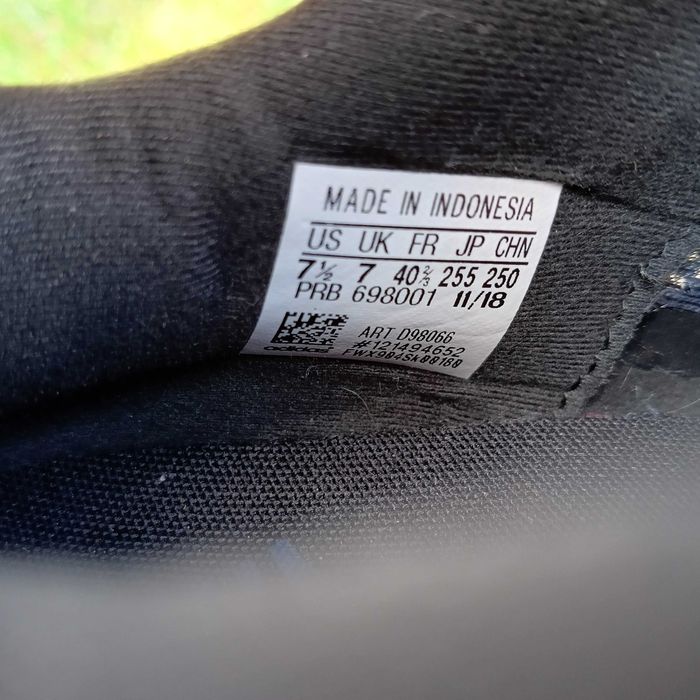 MADE IN INDONESIA
US UK FR JP CHN
7½ 7 40⅔ 255 250
PRB 698001 11/18
ART D98066
#121494652
adidas FWX904SK00180